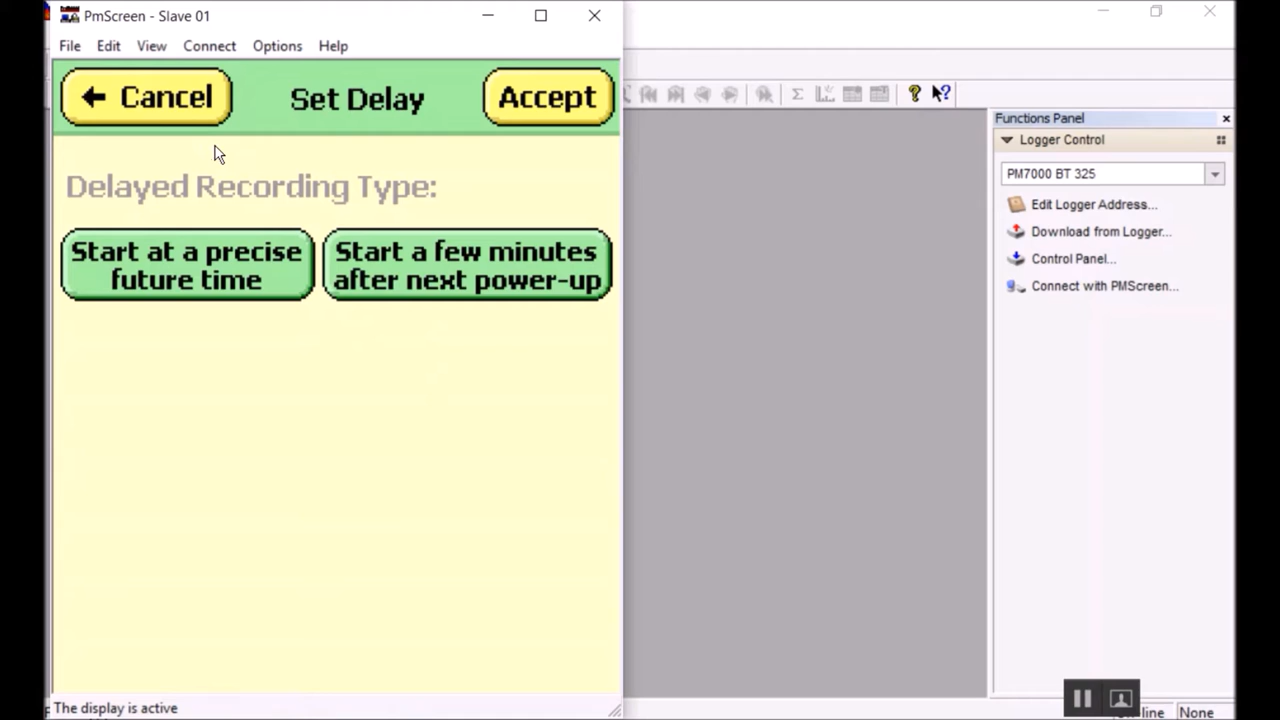 PmScreen - Slave 01
File Edit View Connect Options Help
Cancel
Set Delay
Accept
Delayed Recording Type:
Start at a precise
future time
Start a few minutes
after next power-up
The display is active
Functions Panel
Logger Control
PM7000 BT 325
Edit Logger Address...
Download from Logger...
Control Panel...
Connect with PMScreen...
None